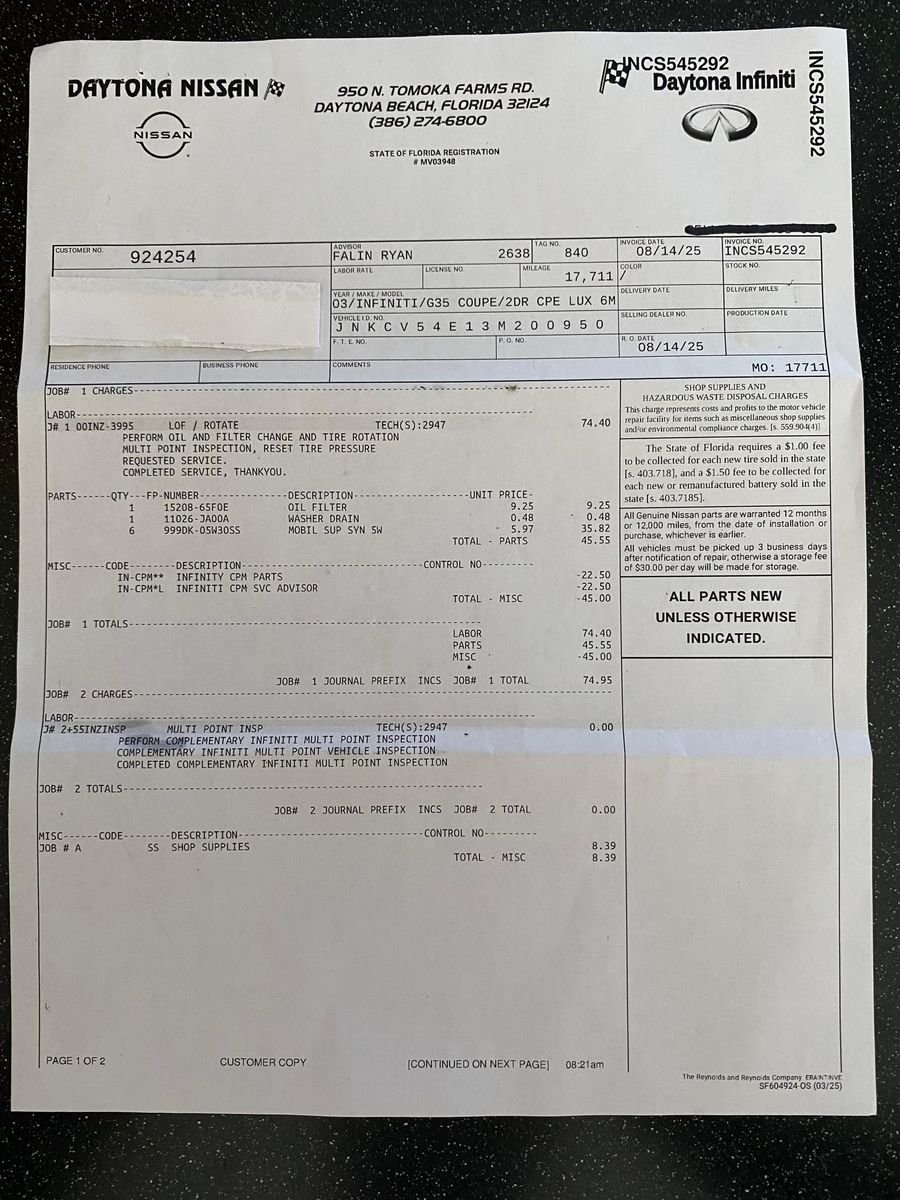 DAYTONA NISSAN
NISSAN
950 N. TOMOKA FARMS RD.
DAYTONA BEACH, FLORIDA 32124
(386) 274-6800
STATE OF FLORIDA REGISTRATION
# MV03948
INCS545292
Daytona Infiniti
INCS545292
CUSTOMER NO. 924254
ADVISOR FALIN RYAN 2638
TAG NO. 840
INVOICE DATE 08/14/25
INVOICE NO. INCS545292
LABOR RATE
LICENSE NO.
MILEAGE 17,711
COLOR /
STOCK NO.
YEAR / MAKE / MODEL 03/INFINITI/G35 COUPE/2DR CPE LUX 6M
DELIVERY DATE
DELIVERY MILES
VEHICLE I.D. NO. J N K C V 5 4 E 1 3 M 2 0 0 9 5 0
SELLING DEALER NO.
PRODUCTION DATE
F. T. E. NO.
P. O. NO.
R. O. DATE 08/14/25
RESIDENCE PHONE
BUSINESS PHONE
COMMENTS
MO: 17711
JOB# 1 CHARGES
LABOR
J# 1 00INZ-3995 LOF / ROTATE TECH(S):2947 74.40
PERFORM OIL AND FILTER CHANGE AND TIRE ROTATION
MULTI POINT INSPECTION, RESET TIRE PRESSURE
REQUESTED SERVICE.
COMPLETED SERVICE, THANKYOU.
PARTS------QTY---FP-NUMBER---------------DESCRIPTION--------------------UNIT PRICE-
1 15208-65F0E OIL FILTER 9.25 9.25
1 11026-JA00A WASHER DRAIN 0.48 0.48
6 999DK-05W30SS MOBIL SUP SYN 5W 5.97 35.82
TOTAL - PARTS 45.55
MISC------CODE--------DESCRIPTION--------------------------------CONTROL NO---------
IN-CPM** INFINITY CPM PARTS -22.50
IN-CPM*L INFINITI CPM SVC ADVISOR -22.50
TOTAL - MISC -45.00
JOB# 1 TOTALS
LABOR 74.40
PARTS 45.55
MISC -45.00
JOB# 1 JOURNAL PREFIX INCS JOB# 1 TOTAL 74.95
JOB# 2 CHARGES
LABOR
J# 2+55INZINSP MULTI POINT INSP TECH(S):2947 0.00
PERFORM COMPLEMENTARY INFINITI MULTI POINT INSPECTION
COMPLEMENTARY INFINITI MULTI POINT VEHICLE INSPECTION
COMPLETED COMPLEMENTARY INFINITI MULTI POINT INSPECTION
JOB# 2 TOTALS
JOB# 2 JOURNAL PREFIX INCS JOB# 2 TOTAL 0.00
MISC------CODE--------DESCRIPTION--------------------------------CONTROL NO---------
JOB # A SS SHOP SUPPLIES 8.39
TOTAL - MISC 8.39
SHOP SUPPLIES AND
HAZARDOUS WASTE DISPOSAL CHARGES
This charge represents costs and profits to the motor vehicle
repair facility for items such as miscellaneous shop supplies
and/or environmental compliance charges. [s. 559.904(4)]
The State of Florida requires a $1.00 fee
to be collected for each new tire sold in the state
[s. 403.718], and a $1.50 fee to be collected for
each new or remanufactured battery sold in the
state [s. 403.7185].
All Genuine Nissan parts are warranted 12 months
or 12,000 miles, from the date of installation or
purchase, whichever is earlier.
All vehicles must be picked up 3 business days
after notification of repair, otherwise a storage fee
of $30.00 per day will be made for storage.
ALL PARTS NEW
UNLESS OTHERWISE
INDICATED.
PAGE 1 OF 2 CUSTOMER COPY [CONTINUED ON NEXT PAGE] 08:21am
The Reynolds and Reynolds Company
SF604924-OS (03/25)